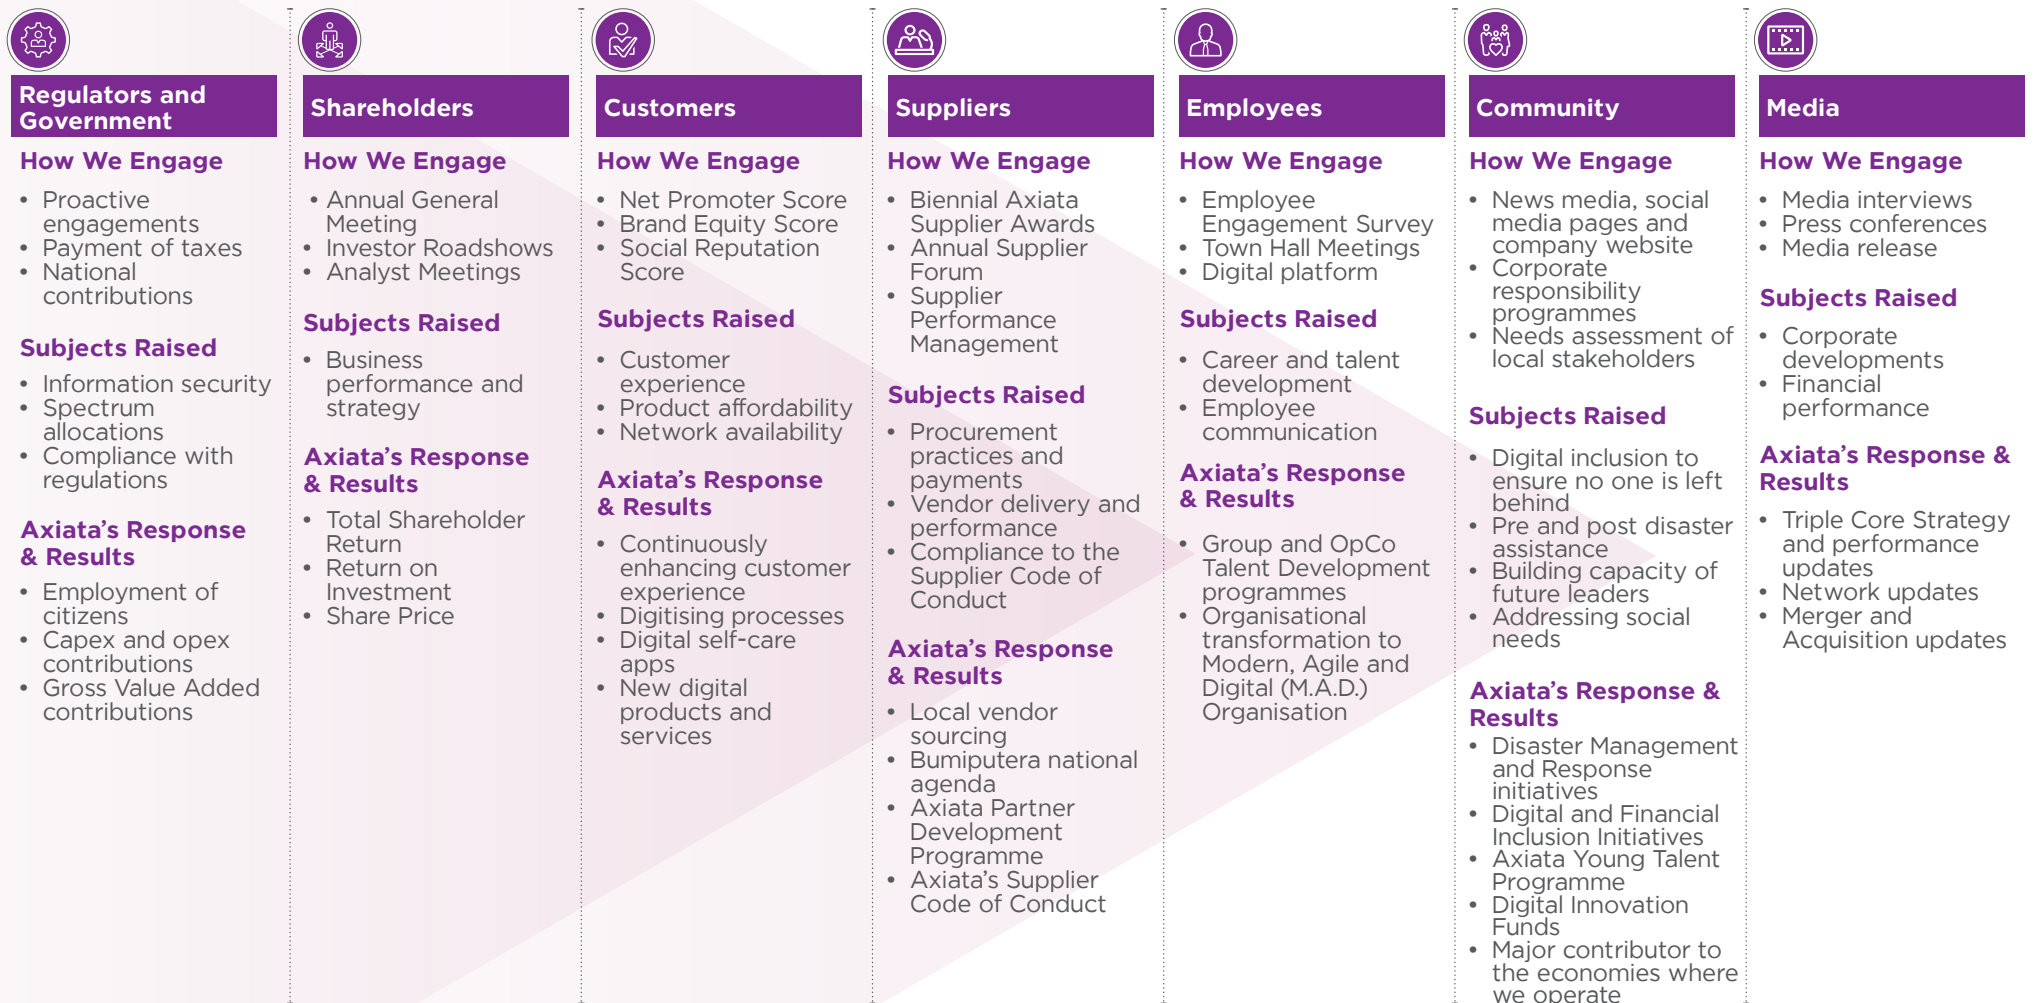 Regulators and
Government
How We Engage
• Proactive
engagements
• Payment of taxes
• National
contributions
Subjects Raised
• Information security
• Spectrum
allocations
• Compliance with
regulations
Axiata’s Response
& Results
• Employment of
citizens
• Capex and opex
contributions
• Gross Value Added
contributions
Shareholders
How We Engage
• Annual General
Meeting
• Investor Roadshows
• Analyst Meetings
Subjects Raised
• Business
performance and
strategy
Axiata’s Response
& Results
• Total Shareholder
Return
• Return on
Investment
• Share Price
Customers
How We Engage
• Net Promoter Score
• Brand Equity Score
• Social Reputation
Score
Subjects Raised
• Customer
experience
• Product affordability
• Network availability
Axiata’s Response
& Results
• Continuously
enhancing customer
experience
• Digitising processes
• Digital self-care
apps
• New digital
products and
services
Suppliers
How We Engage
• Biennial Axiata
Supplier Awards
• Annual Supplier
Forum
• Supplier
Performance
Management
Subjects Raised
• Procurement
practices and
payments
• Vendor delivery and
performance
• Compliance to the
Supplier Code of
Conduct
Axiata’s Response
& Results
• Local vendor
sourcing
• Bumiputera national
agenda
• Axiata Partner
Development
Programme
• Axiata’s Supplier
Code of Conduct
Employees
How We Engage
• Employee
Engagement Survey
• Town Hall Meetings
• Digital platform
Subjects Raised
• Career and talent
development
• Employee
communication
Axiata’s Response
& Results
• Group and OpCo
Talent Development
programmes
• Organisational
transformation to
Modern, Agile and
Digital (M.A.D.)
Organisation
Community
How We Engage
• News media, social
media pages and
company website
• Corporate
responsibility
programmes
• Needs assessment of
local stakeholders
Subjects Raised
• Digital inclusion to
ensure no one is left
behind
• Pre and post disaster
assistance
• Building capacity of
future leaders
• Addressing social
needs
Axiata’s Response &
Results
• Disaster Management
and Response
initiatives
• Digital and Financial
Inclusion Initiatives
• Axiata Young Talent
Programme
• Digital Innovation
Funds
• Major contributor to
the economies where
we operate
Media
How We Engage
• Media interviews
• Press conferences
• Media release
Subjects Raised
• Corporate
developments
• Financial
performance
Axiata’s Response &
Results
• Triple Core Strategy
and performance
updates
• Network updates
• Merger and
Acquisition updates